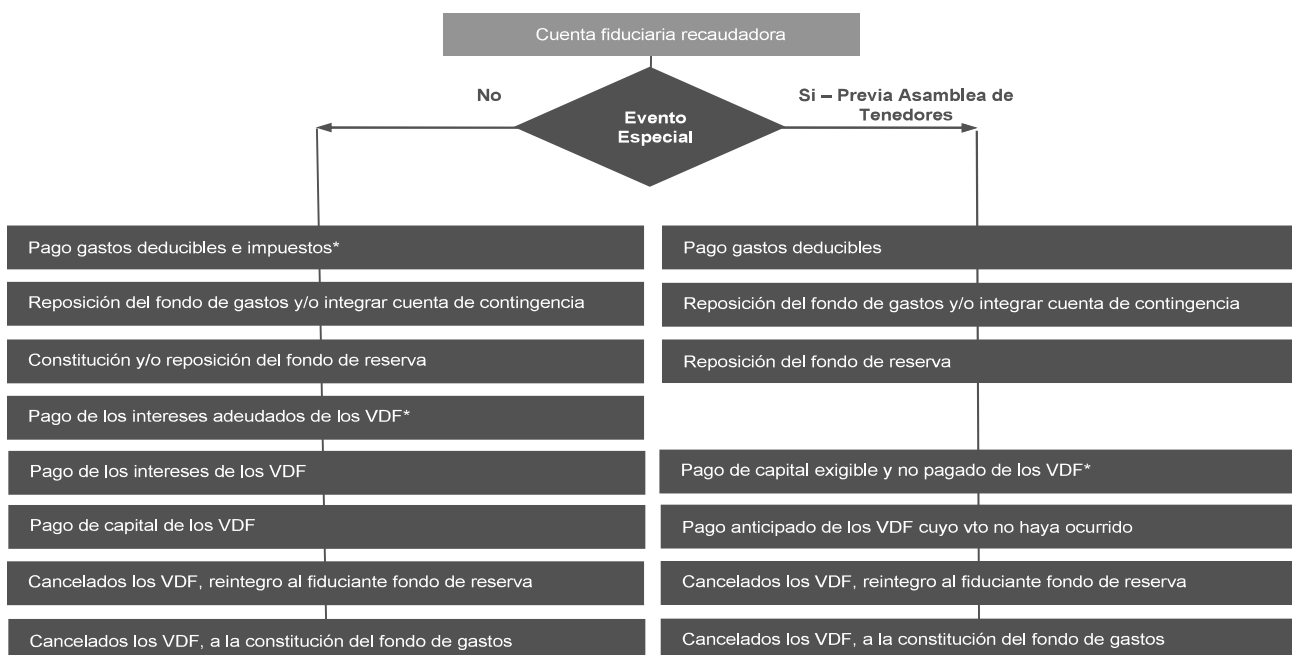 Cuenta fiduciaria recaudadora
No
Si – Previa Asamblea de
Tenedores
Evento
Especial
Pago gastos deducibles e impuestos*
Reposición del fondo de gastos y/o integrar cuenta de contingencia
Constitución y/o reposición del fondo de reserva
Pago de los intereses adeudados de los VDF*
Pago de los intereses de los VDF
Pago de capital de los VDF
Cancelados los VDF, reintegro al fiduciante fondo de reserva
Cancelados los VDF, a la constitución del fondo de gastos
Pago gastos deducibles
Reposición del fondo de gastos y/o integrar cuenta de contingencia
Reposición del fondo de reserva
Pago de capital exigible y no pagado de los VDF*
Pago anticipado de los VDF cuyo vto no haya ocurrido
Cancelados los VDF, reintegro al fiduciante fondo de reserva
Cancelados los VDF, a la constitución del fondo de gastos